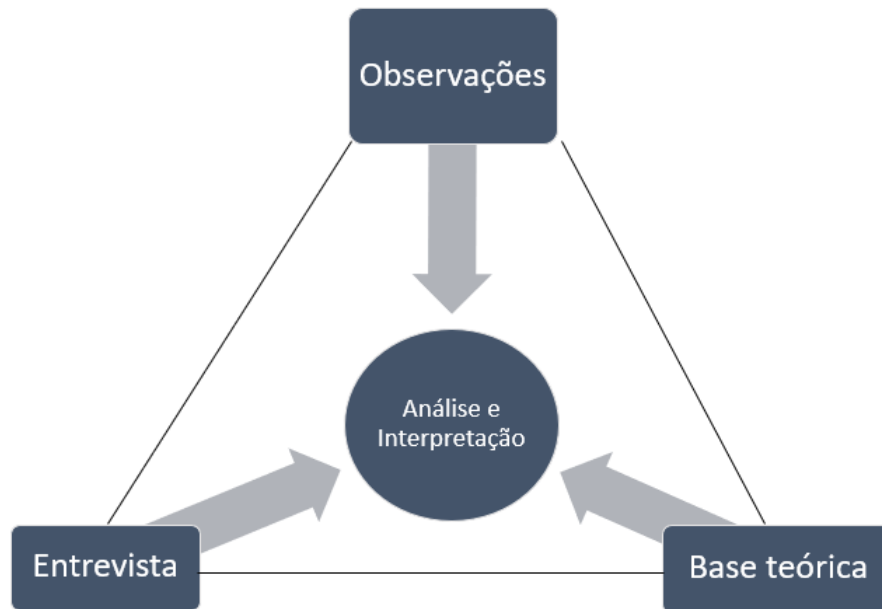 Observações
Análise e
Interpretação
Entrevista
Base teórica